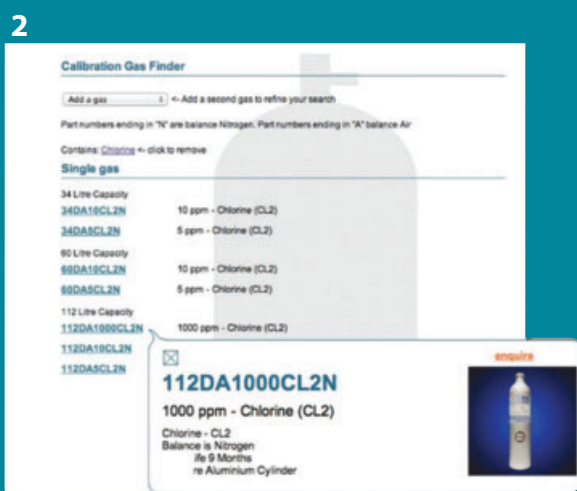 2
Calibration Gas Finder
Add a gas <- Add a second gas to refine your search
Part numbers ending in "N" are balance Nitrogen. Part numbers ending in "A" balance Air
Contains: Chlorine <- click to remove
Single gas
34 Litre Capacity
34DA10CL2N 10 ppm - Chlorine (CL2)
34DA5CL2N 5 ppm - Chlorine (CL2)
60 Litre Capacity
60DA10CL2N 10 ppm - Chlorine (CL2)
60DA5CL2N 5 ppm - Chlorine (CL2)
112 Litre Capacity
112DA1000CL2N 1000 ppm - Chlorine (CL2)
112DA10CL2N
112DA5CL2N
enquire
112DA1000CL2N
1000 ppm - Chlorine (CL2)
Chlorine - CL2
Balance is Nitrogen
ife 9 Months
re Aluminium Cylinder